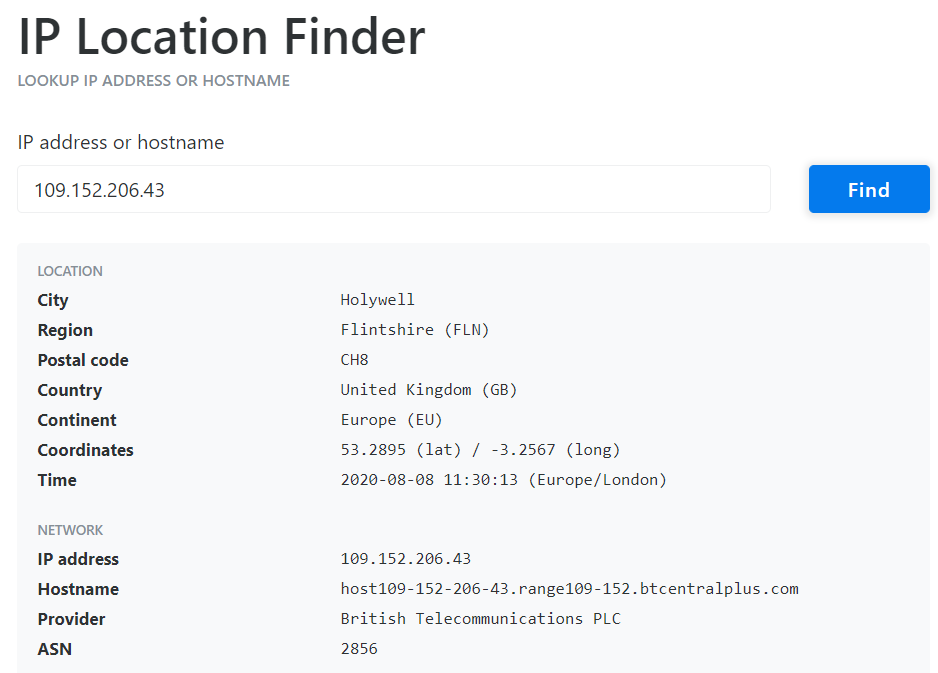 IP Location Finder
LOOKUP IP ADDRESS OR HOSTNAME
IP address or hostname
109.152.206.43 Find
LOCATION
City Holywell
Region Flintshire (FLN)
Postal code CH8
Country United Kingdom (GB)
Continent Europe (EU)
Coordinates 53.2895 (lat) / -3.2567 (long)
Time 2020-08-08 11:30:13 (Europe/London)
NETWORK
IP address 109.152.206.43
Hostname host109-152-206-43.range109-152.btcentralplus.com
Provider British Telecommunications PLC
ASN 2856